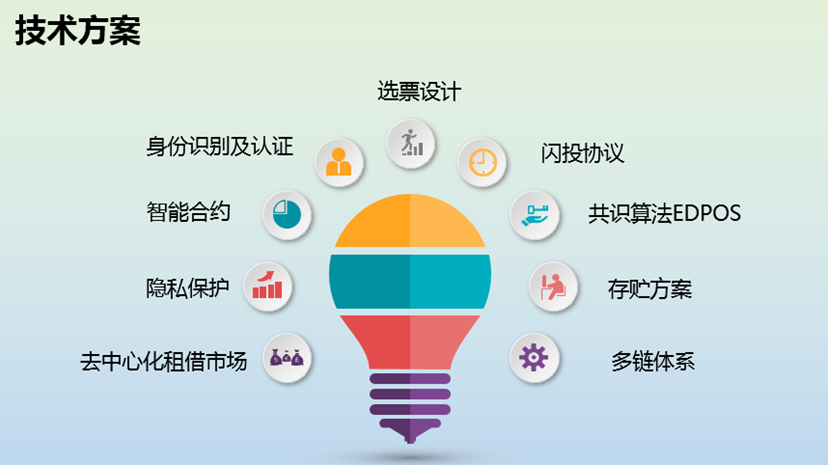 技术方案
选票设计
身份识别及认证
闪投协议
智能合约
共识算法EDPOS
隐私保护
存贮方案
去中心化租借市场
多链体系